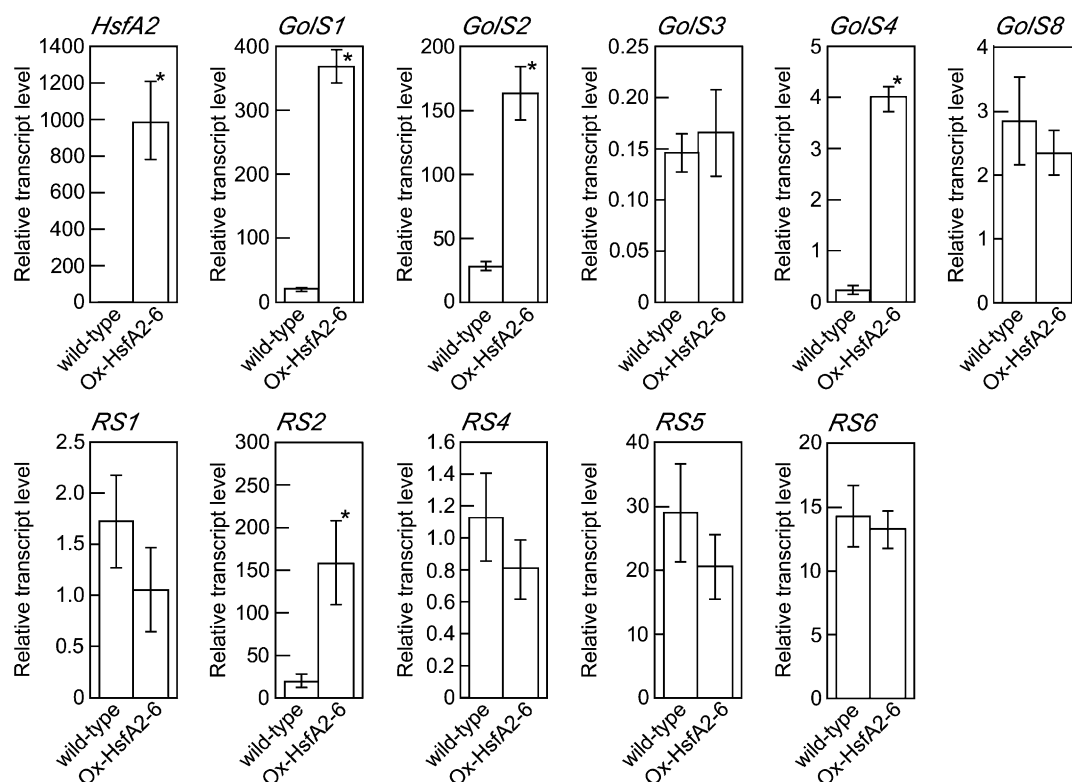 HsfA2 GolS1 GolS2 GolS3 GolS4 GolS8
Relative transcript level
1400
1200
1000
800
600
400
200
0
*
wild-type
Ox-HsfA2-6
Relative transcript level
400
300
200
100
0
*
wild-type
Ox-HsfA2-6
Relative transcript level
200
150
100
50
0
*
wild-type
Ox-HsfA2-6
Relative transcript level
0.25
0.20
0.15
0.10
0.05
0
wild-type
Ox-HsfA2-6
Relative transcript level
5
4
3
2
1
0
*
wild-type
Ox-HsfA2-6
Relative transcript level
4
3
2
1
0
wild-type
Ox-HsfA2-6
RS1 RS2 RS4 RS5 RS6
Relative transcript level
2.5
2.0
1.5
1.0
0.5
0
wild-type
Ox-HsfA2-6
Relative transcript level
300
250
200
150
100
50
0
*
wild-type
Ox-HsfA2-6
Relative transcript level
1.6
1.4
1.2
1.0
0.8
0.6
0.4
0.2
0
wild-type
Ox-HsfA2-6
Relative transcript level
40
30
20
10
0
wild-type
Ox-HsfA2-6
Relative transcript level
20
15
10
5
0
wild-type
Ox-HsfA2-6